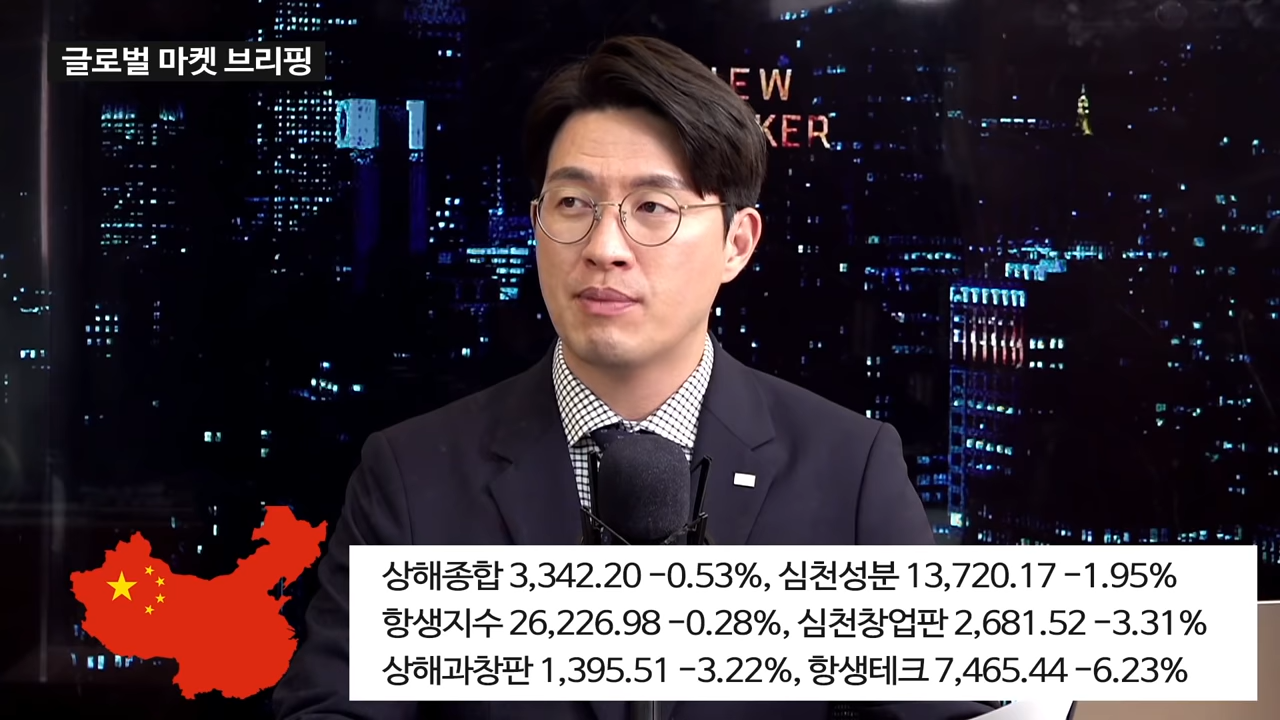 글로벌 마켓 브리핑
EW
KER
상해종합 3,342.20 -0.53%, 심천성분 13,720.17 -1.95%
항생지수 26,226.98 -0.28%, 심천창업판 2,681.52 -3.31%
상해과창판 1,395.51 -3.22%, 항생테크 7,465.44 -6.23%